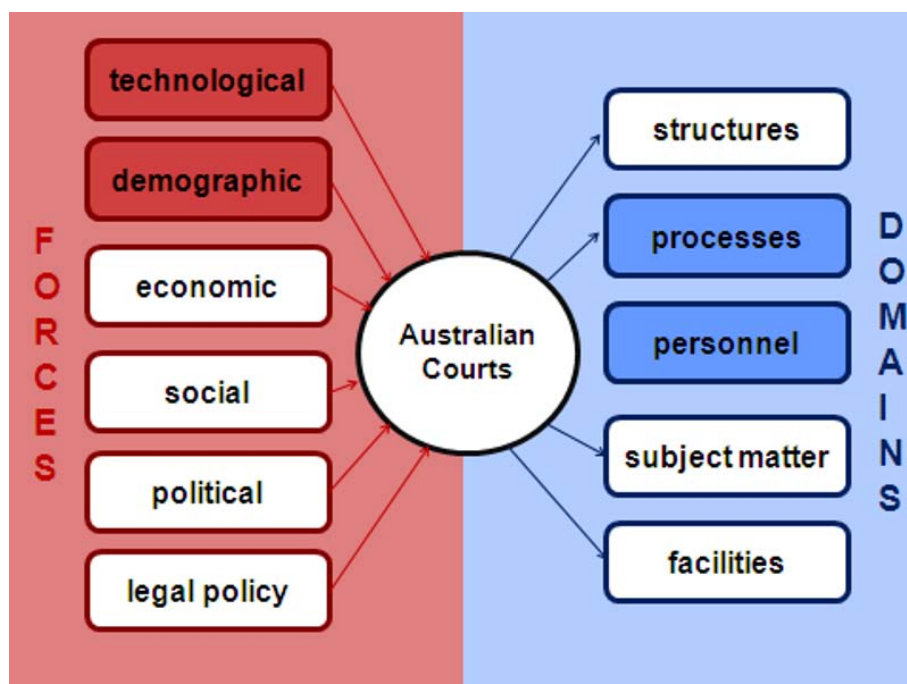 FORCES
technological
demographic
economic
social
political
legal policy
Australian
Courts
structures
processes
personnel
subject matter
facilities
DOMAINS